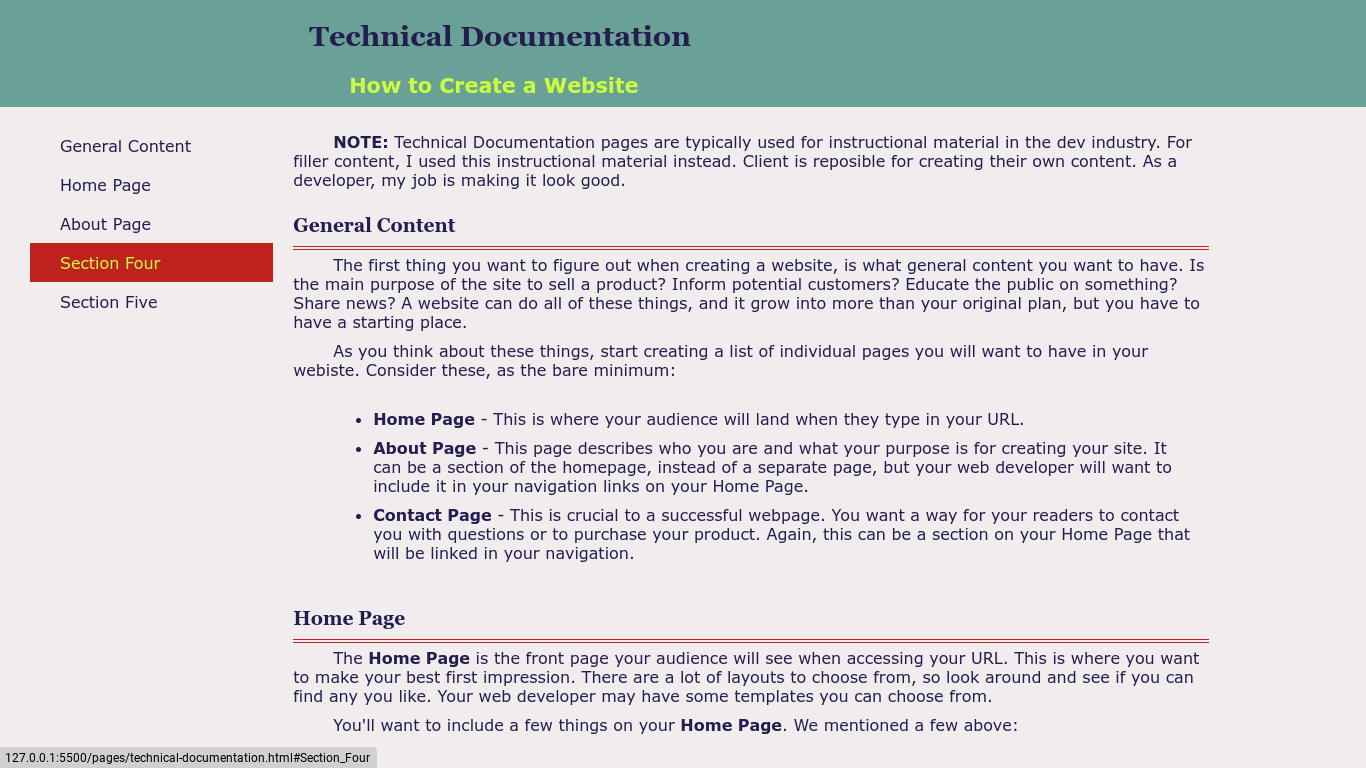 Technical Documentation
How to Create a Website
General Content
Home Page
About Page
Section Four
Section Five
NOTE: Technical Documentation pages are typically used for instructional material in the dev industry. For
filler content, I used this instructional material instead. Client is reposible for creating their own content. As a
developer, my job is making it look good.
General Content
The first thing you want to figure out when creating a website, is what general content you want to have. Is
the main purpose of the site to sell a product? Inform potential customers? Educate the public on something?
Share news? A website can do all of these things, and it grow into more than your original plan, but you have to
have a starting place.
As you think about these things, start creating a list of individual pages you will want to have in your
webiste. Consider these, as the bare minimum:
• Home Page - This is where your audience will land when they type in your URL.
• About Page - This page describes who you are and what your purpose is for creating your site. It
can be a section of the homepage, instead of a separate page, but your web developer will want to
include it in your navigation links on your Home Page.
• Contact Page - This is crucial to a successful webpage. You want a way for your readers to contact
you with questions or to purchase your product. Again, this can be a section on your Home Page that
will be linked in your navigation.
Home Page
The Home Page is the front page your audience will see when accessing your URL. This is where you want
to make your best first impression. There are a lot of layouts to choose from, so look around and see if you can
find any you like. Your web developer may have some templates you can choose from.
You'll want to include a few things on your Home Page. We mentioned a few above:
127.0.0.1:5500/pages/technical-documentation.html#Section_Four